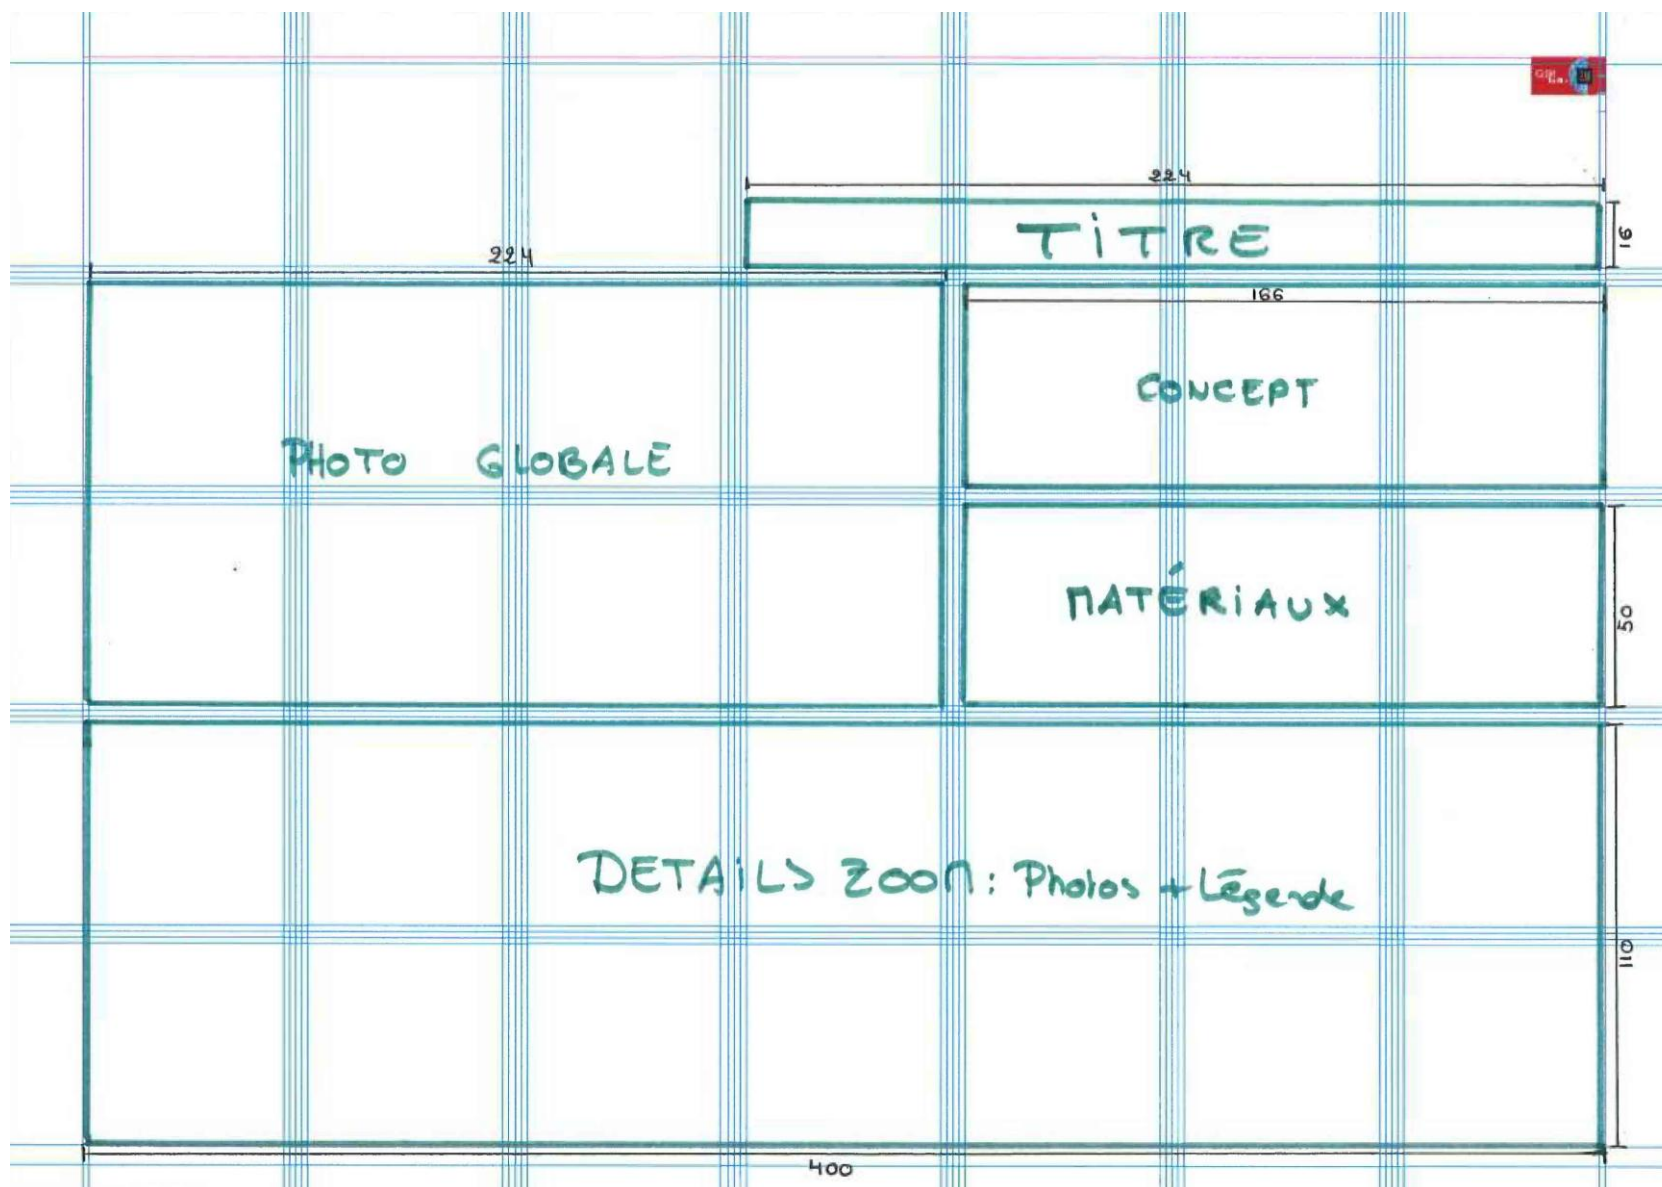 224
TiTRE
16
224
166
CONCEPT
PHOTO GLOBALE
MATÉRiAUX
50
DETAiLS ZOOM: Photos + Légende
110
400